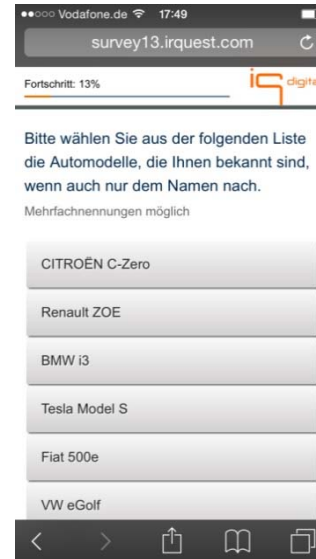 Vodafone.de 17:49
survey13.irquest.com
Fortschritt: 13%
iq digital
Bitte wählen Sie aus der folgenden Liste
die Automodelle, die Ihnen bekannt sind,
wenn auch nur dem Namen nach.
Mehrfachnennungen möglich
CITROËN C-Zero
Renault ZOE
BMW i3
Tesla Model S
Fiat 500e
VW eGolf